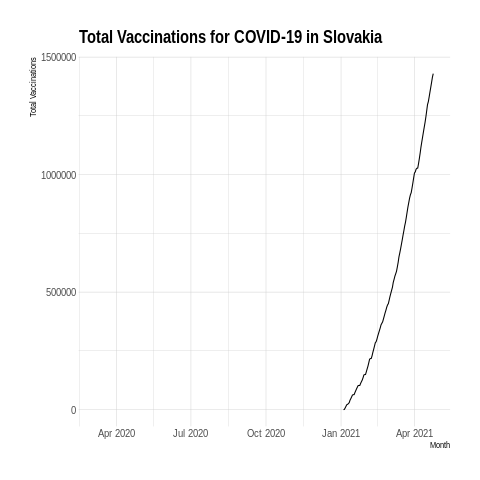 Total Vaccinations for COVID-19 in Slovakia
Total Vaccinations
1500000
1000000
500000
0
Apr 2020 Jul 2020 Oct 2020 Jan 2021 Apr 2021
Month